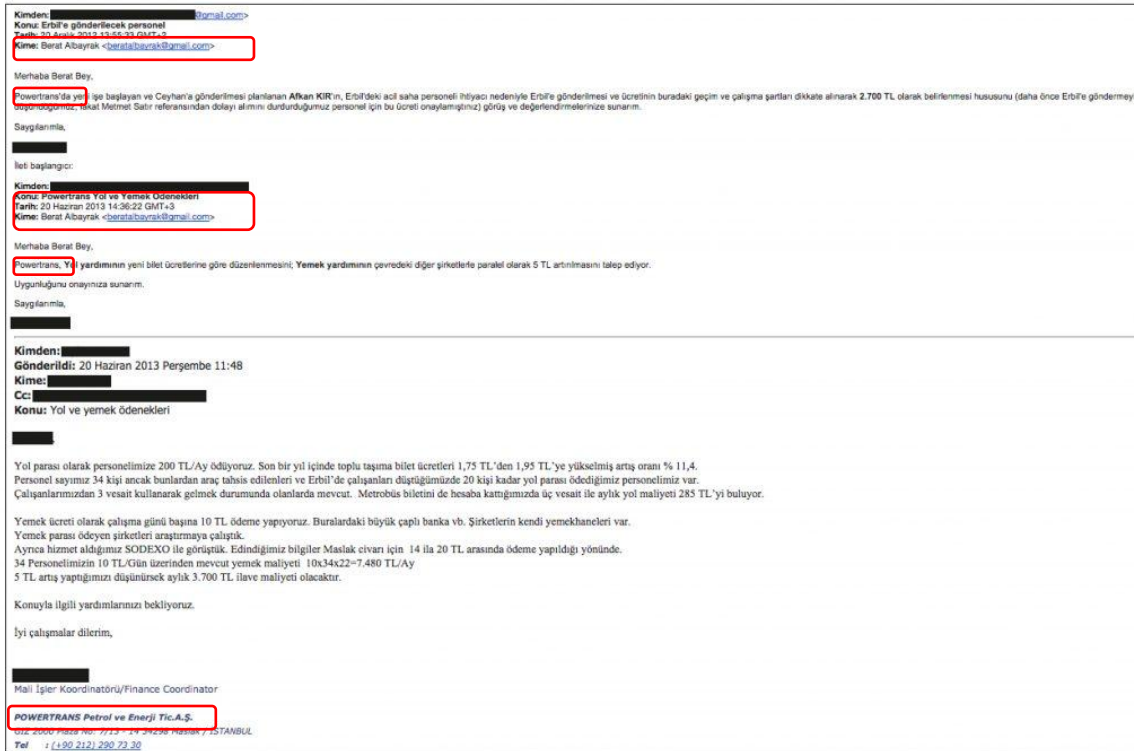 Kimden: @gmail.com>
Konu: Erbil'e gönderilecek personel
Tarih: 20 Aralık 2012 13:55:33 GMT+2
Kime: Berat Albayrak <beratalbayrak@gmail.com>
Merhaba Berat Bey,
Powertrans'da yeni işe başlayan ve Ceyhan'a gönderilmesi planlanan Afkan KIR'ın, Erbil'deki acil saha personeli ihtiyacı nedeniyle Erbil'e gönderilmesi ve ücretinin buradaki geçim ve çalışma şartları dikkate alınarak 2.700 TL olarak belirlenmesi hususunu (daha önce Erbil'e göndermey
düşündüğümüz, fakat Metmet Satır referansından dolayı alımını durdurduğumuz personel için bu ücreti onaylamıştınız) görüş ve değerlendirmelerinize sunarım.
Saygılarımla,
İleti başlangıcı:
Kimden:
Konu: Powertrans Yol ve Yemek Ödenekleri
Tarih: 20 Haziran 2013 14:36:22 GMT+3
Kime: Berat Albayrak <beratalbayrak@gmail.com>
Merhaba Berat Bey,
Powertrans, Yol yardımının yeni bilet ücretlerine göre düzenlenmesini; Yemek yardımının çevredeki diğer şirketlerle paralel olarak 5 TL artırılmasını talep ediyor.
Uygunluğunu onayınıza sunarım.
Saygılarımla,
Kimden:
Gönderildi: 20 Haziran 2013 Perşembe 11:48
Kime:
Cc:
Konu: Yol ve yemek ödenekleri
Yol parası olarak personelimize 200 TL/Ay ödüyoruz. Son bir yıl içinde toplu taşıma bilet ücretleri 1,75 TL'den 1,95 TL'ye yükselmiş artış oranı % 11,4.
Personel sayımız 34 kişi ancak bunlardan araç tahsis edilenleri ve Erbil'de çalışanları düştüğümüzde 20 kişi kadar yol parası ödediğimiz personelimiz var.
Çalışanlarımızdan 3 vesait kullanarak gelmek durumunda olanlarda mevcut. Metrobüs biletini de hesaba kattığımızda üç vesait ile aylık yol maliyeti 285 TL'yi buluyor.
Yemek ücreti olarak çalışma günü başına 10 TL ödeme yapıyoruz. Buralardaki büyük çaplı banka vb. Şirketlerin kendi yemekhaneleri var.
Yemek parası ödeyen şirketleri araştırmaya çalıştık.
Ayrıca hizmet aldığımız SODEXO ile görüştük. Edindiğimiz bilgiler Maslak civarı için 14 ila 20 TL arasında ödeme yapıldığı yönünde.
34 Personelimizin 10 TL/Gün üzerinden mevcut yemek maliyeti 10x34x22=7.480 TL/Ay
5 TL artış yaptığımızı düşünürsek aylık 3.700 TL ilave maliyeti olacaktır.
Konuyla ilgili yardımlarınızı bekliyoruz.
İyi çalışmalar dilerim,
Mali İşler Koordinatörü/Finance Coordinator
POWERTRANS Petrol ve Enerji Tic.A.Ş.
GIZ 2000 Plaza No: 7/13 - 14 34298 Maslak / ISTANBUL
Tel : (+90 212) 290 73 30